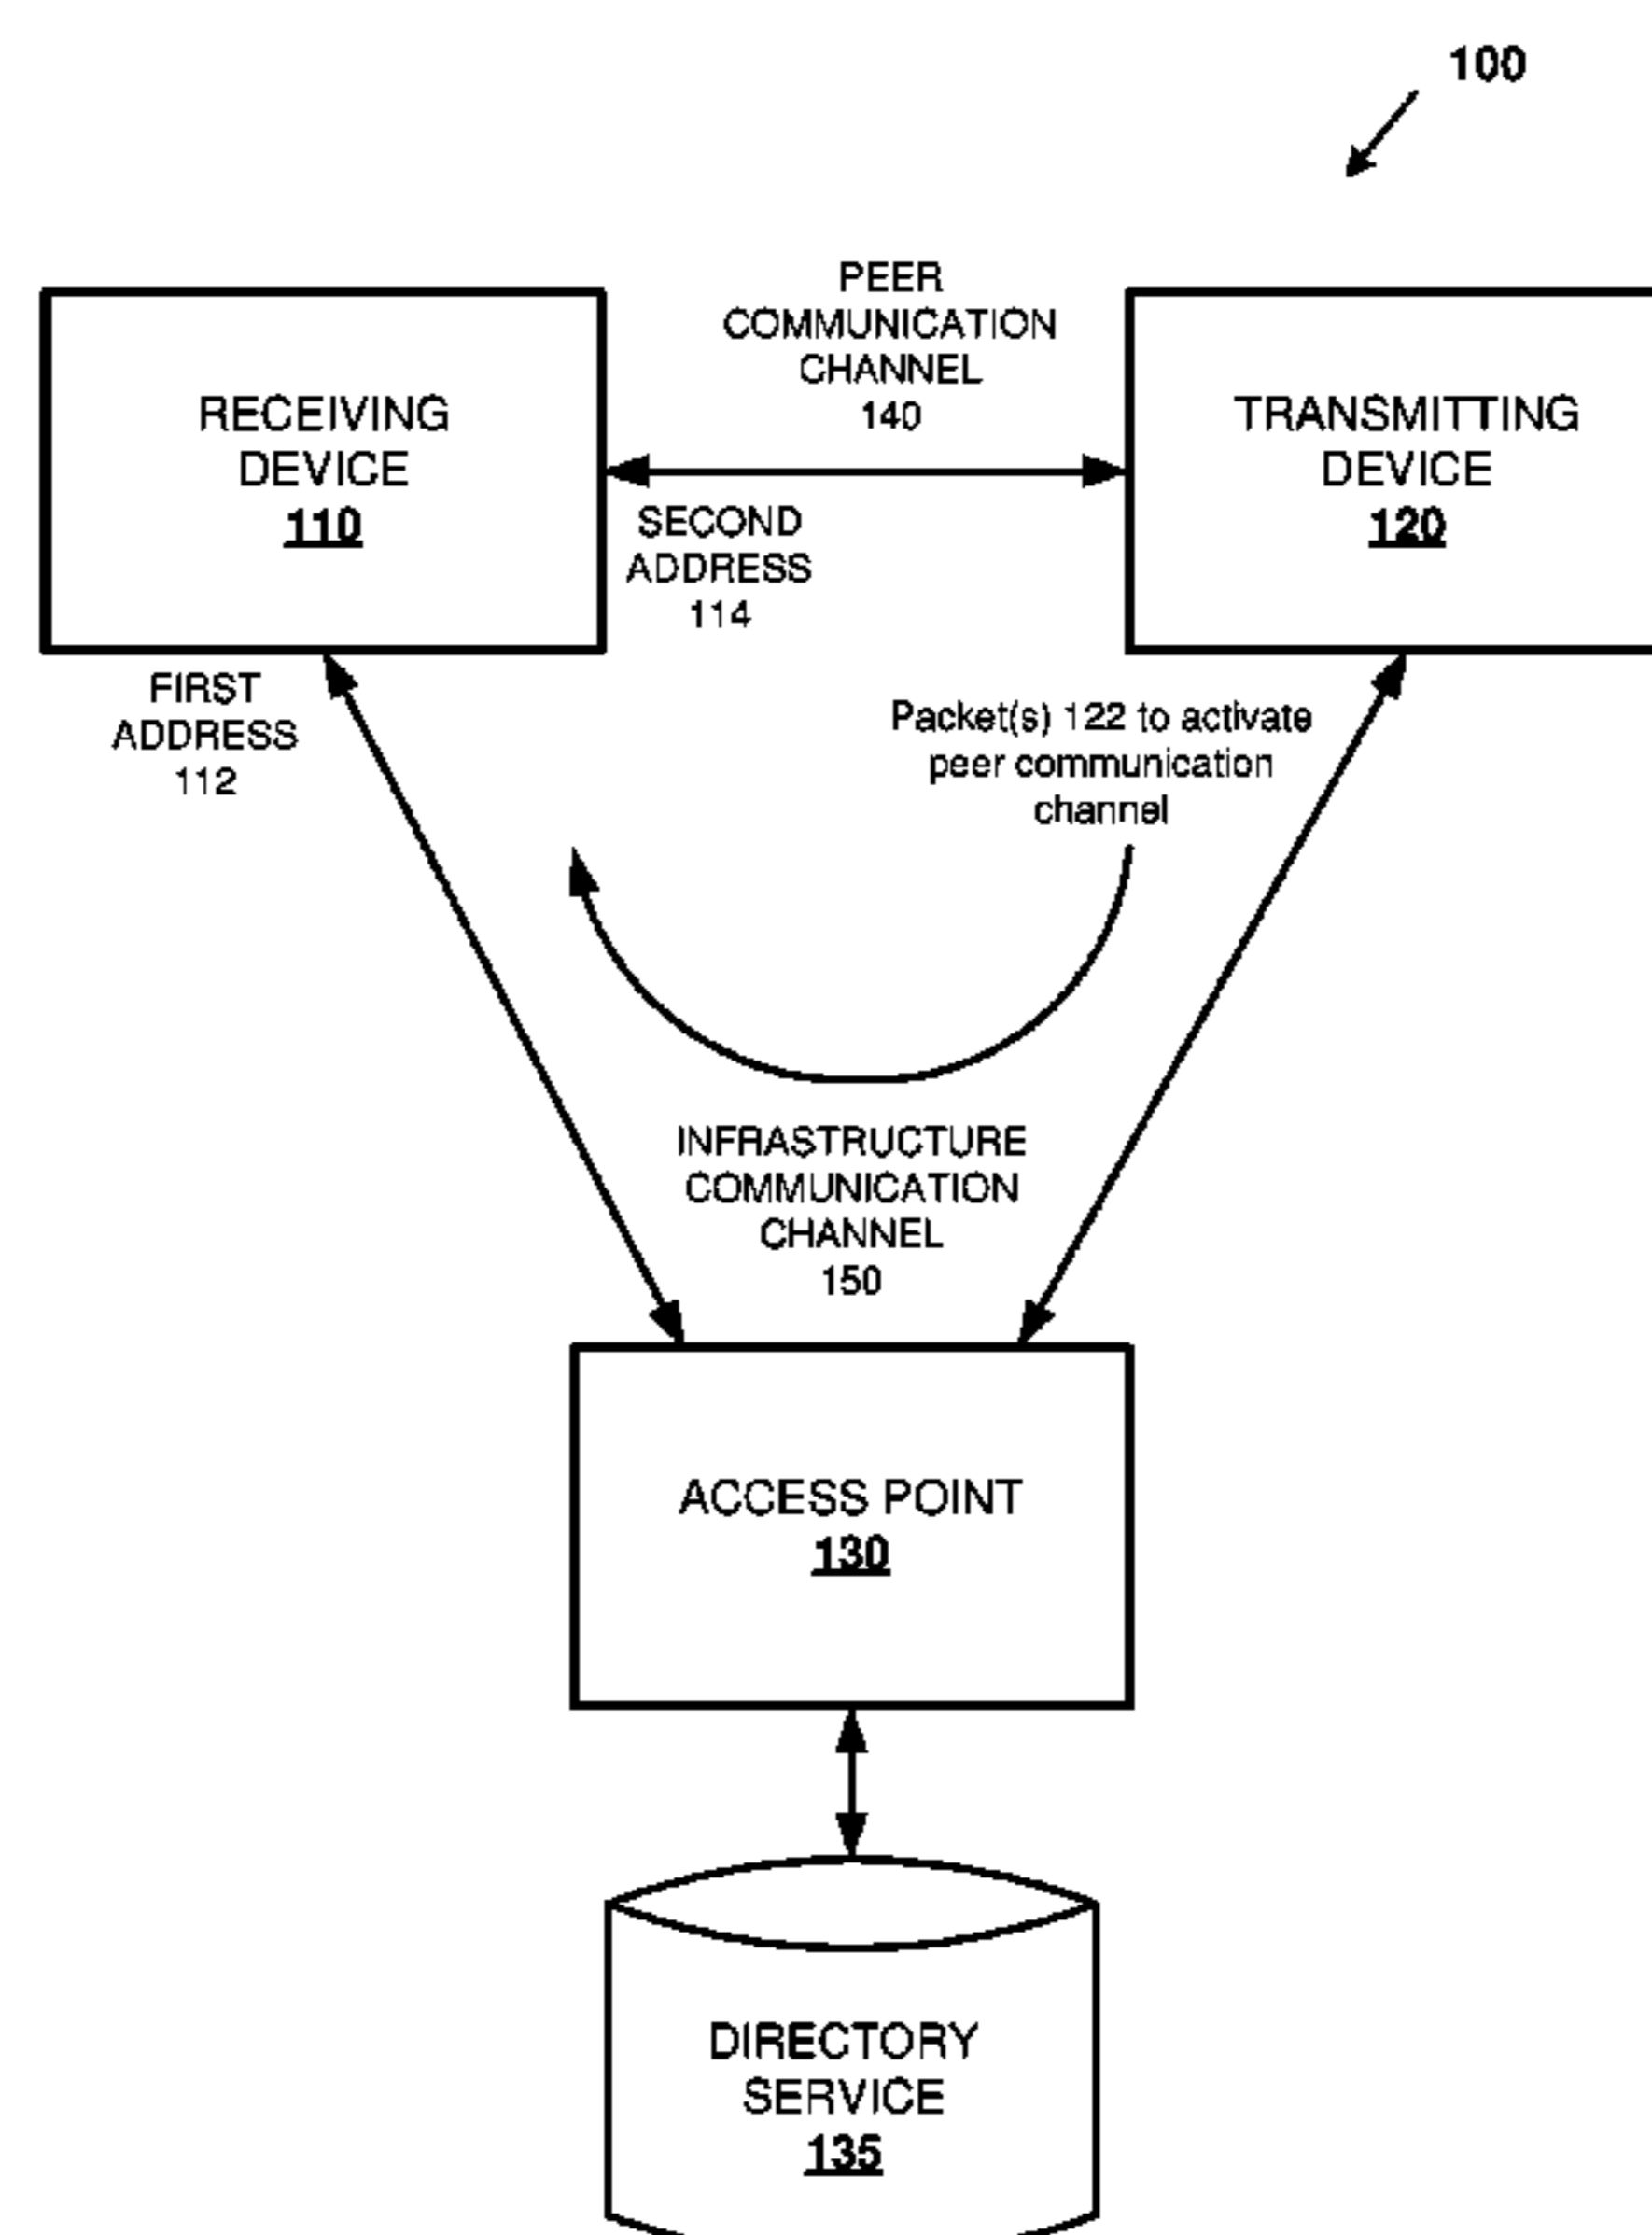 100
PEER
COMMUNICATION
CHANNEL
140
RECEIVING
DEVICE
110
TRANSMITTING
DEVICE
120
SECOND
ADDRESS
114
FIRST
ADDRESS
112
Packet(s) 122 to activate
peer communication
channel
INFRASTRUCTURE
COMMUNICATION
CHANNEL
150
ACCESS POINT
130
DIRECTORY
SERVICE
135